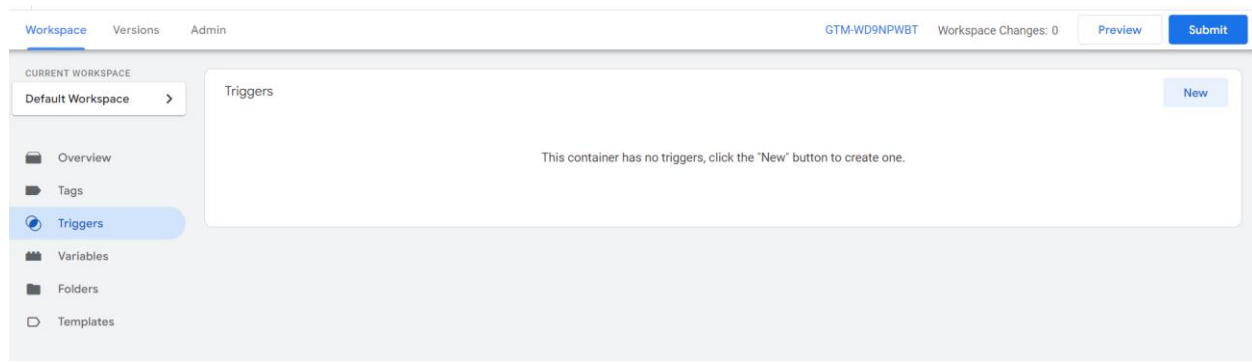 Workspace Versions Admin GTM-WD9NPWBT Workspace Changes: 0 Preview Submit
CURRENT WORKSPACE
Default Workspace
Triggers New
This container has no triggers, click the "New" button to create one.
Overview
Tags
Triggers
Variables
Folders
Templates